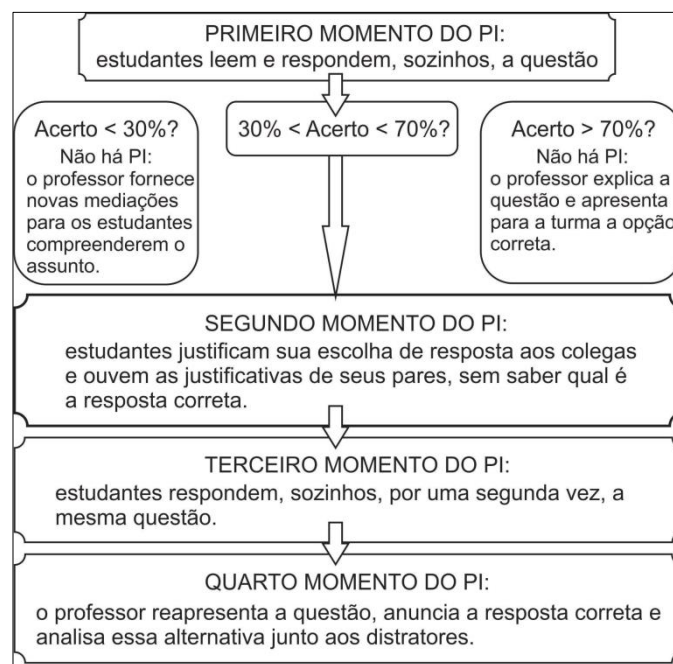 PRIMEIRO MOMENTO DO PI:
estudantes leem e respondem, sozinhos, a questão
Acerto < 30%?
Não há PI:
o professor fornece
novas mediações
para os estudantes
compreenderem o
assunto.
30% < Acerto < 70%?
Acerto > 70%?
Não há PI:
o professor explica a
questão e apresenta
para a turma a opção
correta.
SEGUNDO MOMENTO DO PI:
estudantes justificam sua escolha de resposta aos colegas
e ouvem as justificativas de seus pares, sem saber qual é
a resposta correta.
TERCEIRO MOMENTO DO PI:
estudantes respondem, sozinhos, por uma segunda vez, a
mesma questão.
QUARTO MOMENTO DO PI:
o professor reapresenta a questão, anuncia a resposta correta e
analisa essa alternativa junto aos distratores.